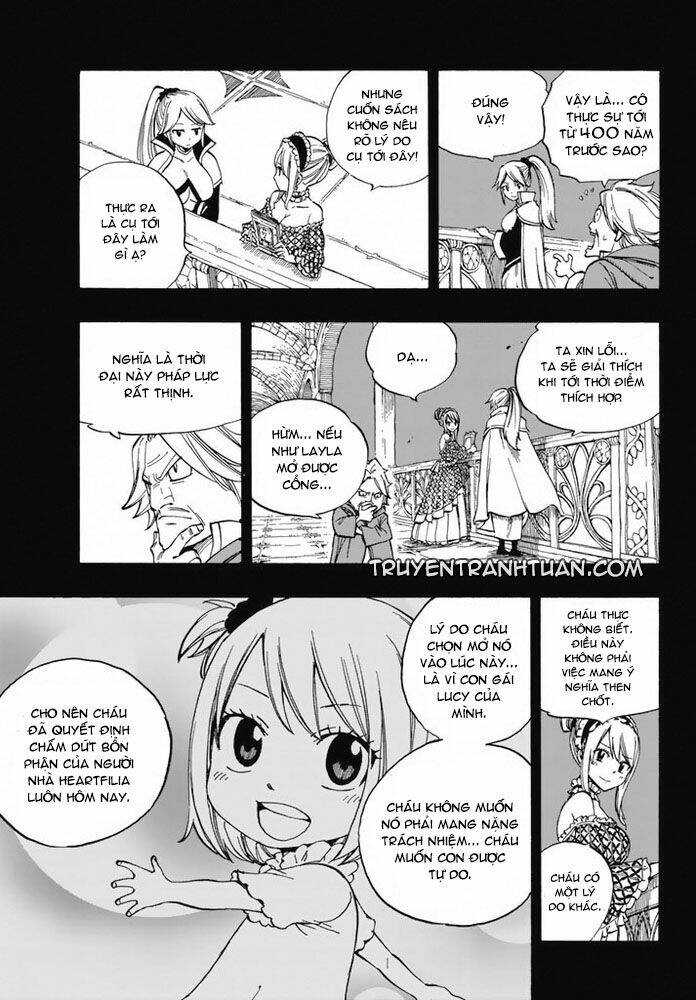 VẬY LÀ... CÔ
THỰC SỰ TỚI
TỪ 400 NĂM
TRƯỚC SAO?
ĐÚNG
VẬY!
NHƯNG
CUỐN SÁCH
KHÔNG NÊU
RÕ LÝ DO
CỤ TỚI ĐÂY!
THỰC RA
LÀ CỤ TỚI
ĐÂY LÀM
GÌ Ạ?
TA XIN LỖI...
TA SẼ GIẢI THÍCH
KHI TỚI THỜI ĐIỂM
THÍCH HỢP.
DẠ...
HỪM... NẾU
NHƯ LAYLA
MỞ ĐƯỢC
CỔNG...
NGHĨA LÀ THỜI
ĐẠI NÀY PHÁP LỰC
RẤT THỊNH.
TRUYENTRANHTUAN.COM
CHÁU THỰC
KHÔNG BIẾT.
ĐIỀU NÀY
KHÔNG PHẢI
VIỆC MANG Ý
NGHĨA THEN
CHỐT.
CHÁU CÓ
MỘT LÝ
DO KHÁC.
LÝ DO CHÁU
CHỌN MỞ NÓ
VÀO LÚC NÀY...
LÀ VÌ CON GÁI
LUCY CỦA
MÌNH.
CHÁU KHÔNG MUỐN
NÓ PHẢI MANG NẶNG
TRÁCH NHIỆM... CHÁU
MUỐN CON ĐƯỢC
TỰ DO.
CHO NÊN CHÁU
ĐÃ QUYẾT ĐỊNH
CHẤM DỨT BỔN
PHẬN CỦA NGƯỜI
NHÀ HEARTFILIA
LUÔN HÔM NAY.